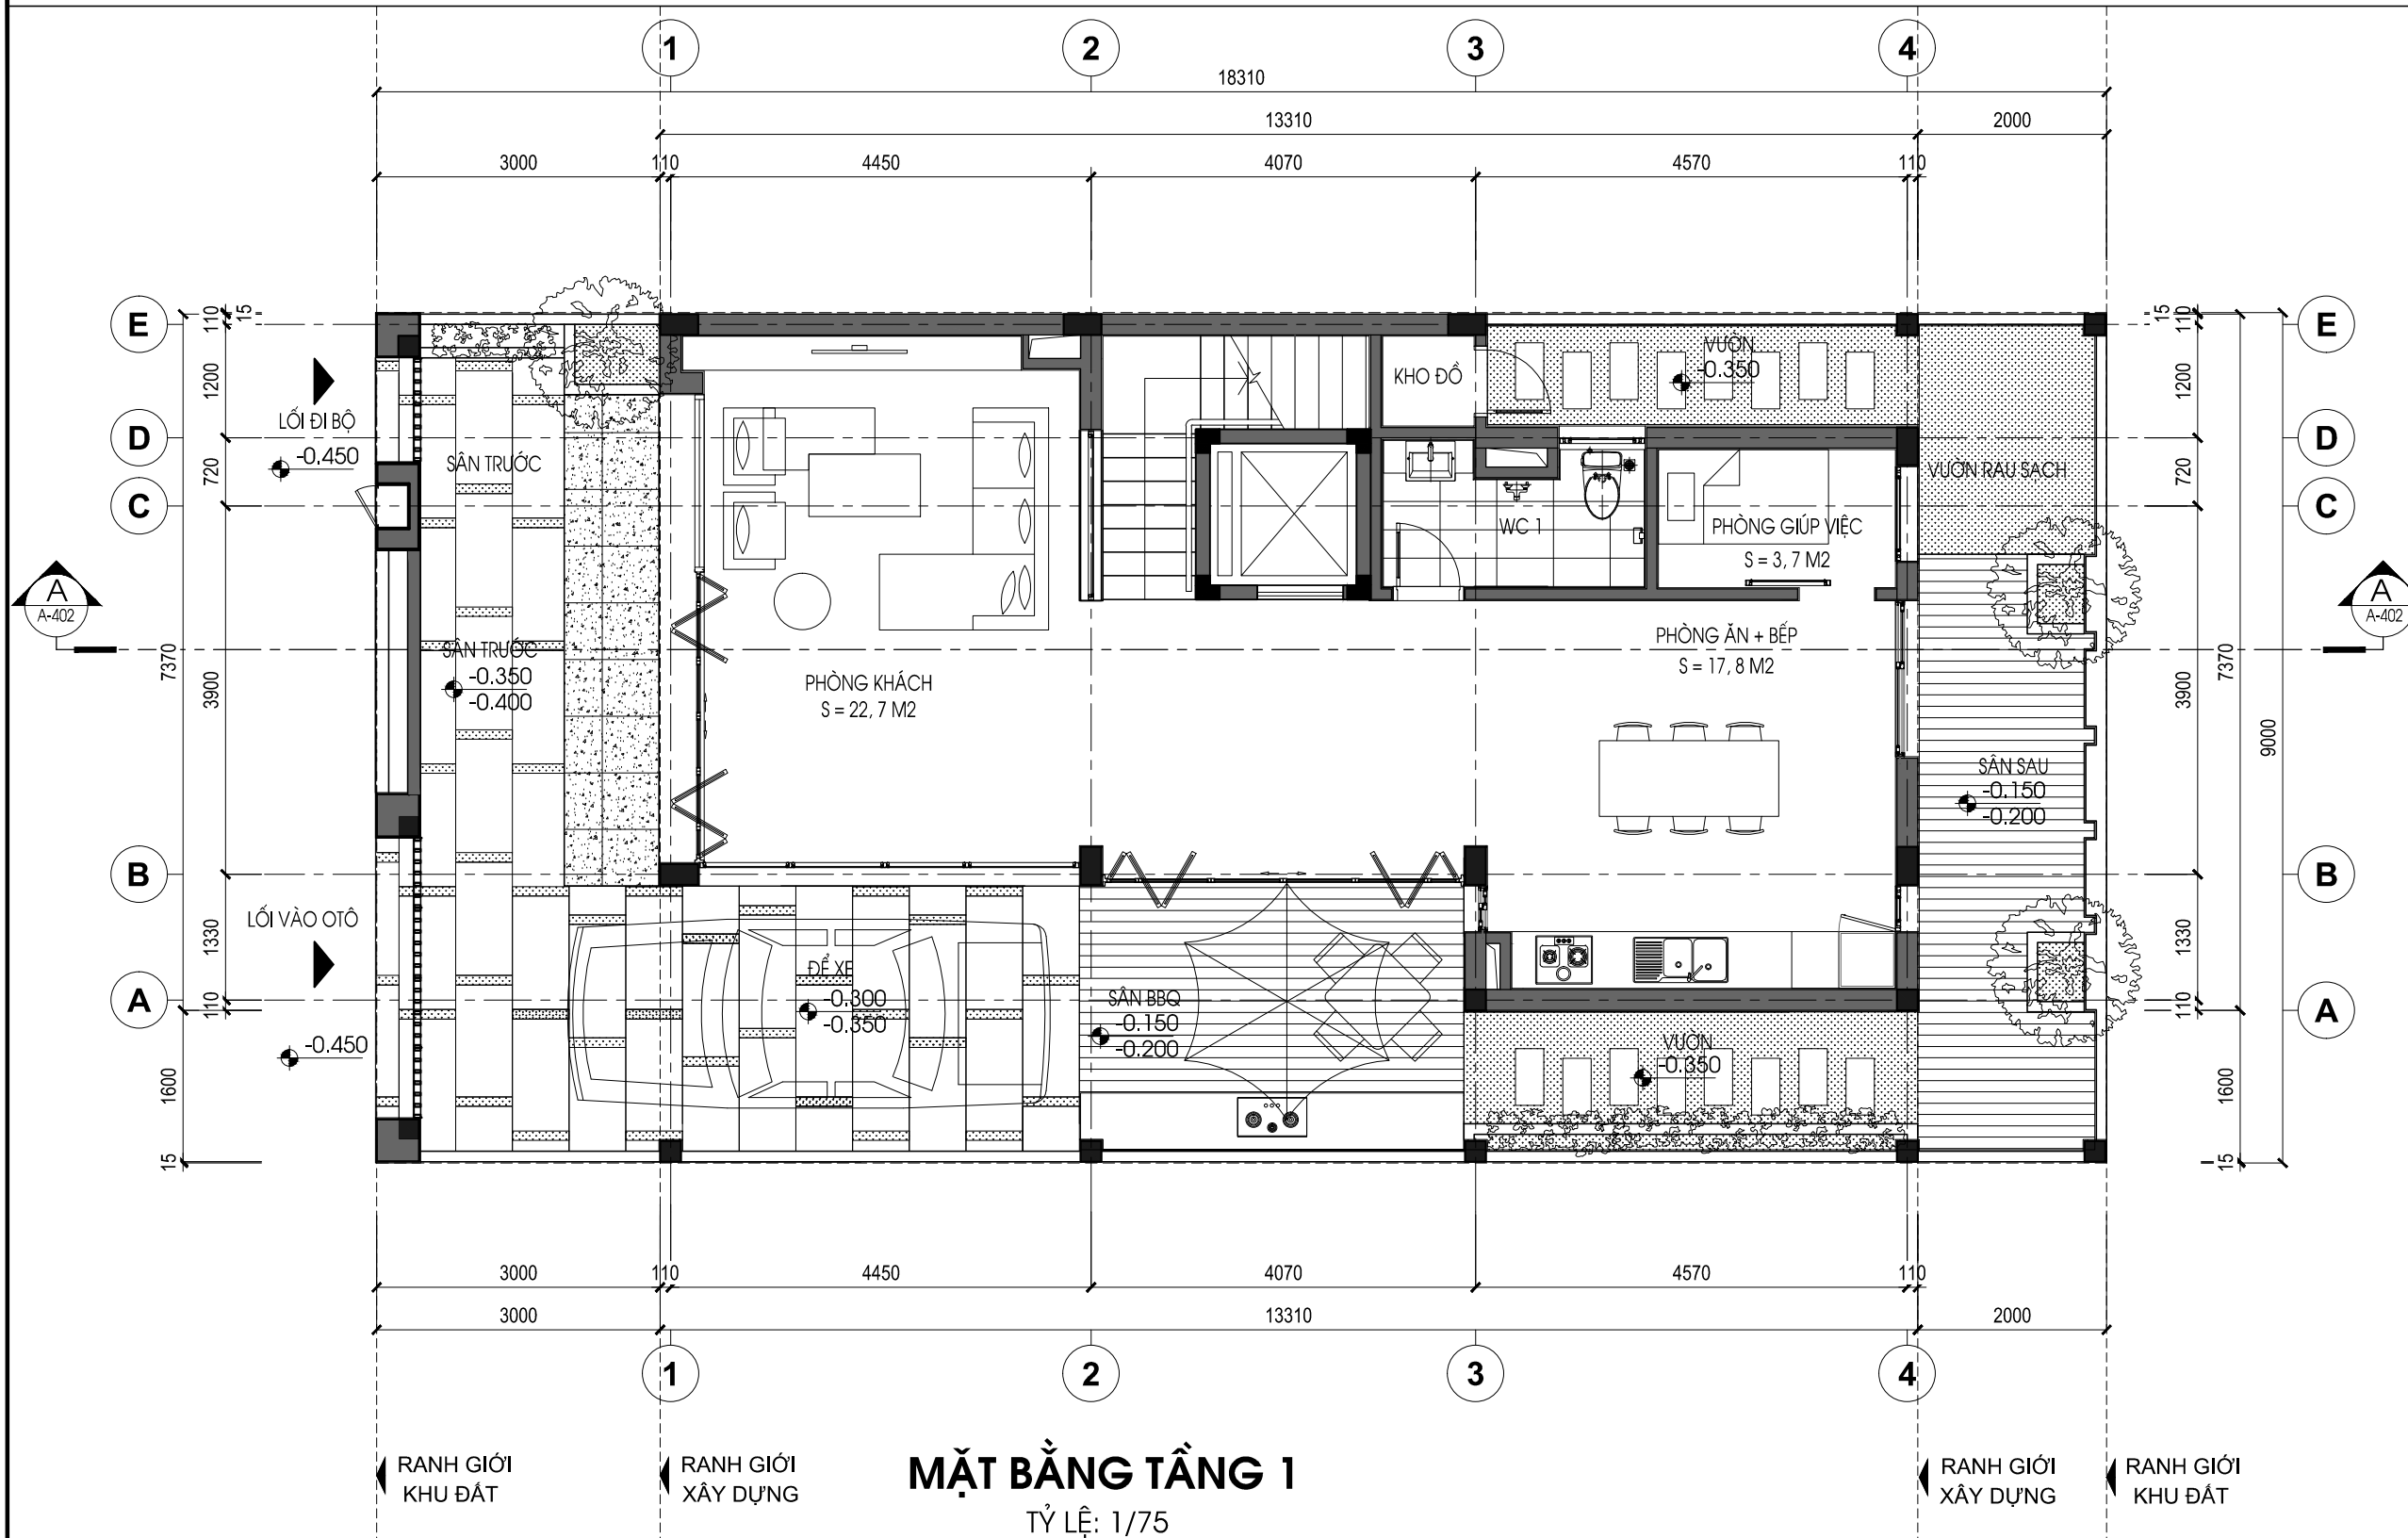 1 2 3 4
18310
13310 2000
3000 110 4450 4070 4570 110
E 110 15 15 110 E
1200 1200
D D
720 720
C C
7370 3900 3900 7370 9000
B B
1330 1330
A A
110 110
1600 1600
15 15
A
A-402
A
A-402
LỐI ĐI BỘ
-0.450
SÂN TRƯỚC
SÂN TRƯỚC
-0.350
-0.400
LỐI VÀO OTÔ
-0.450
PHÒNG KHÁCH
S = 22, 7 M2
KHO ĐỒ
VƯỜN
-0.350
WC 1
PHÒNG GIÚP VIỆC
S = 3, 7 M2
VƯỜN RAU SẠCH
PHÒNG ĂN + BẾP
S = 17, 8 M2
SÂN SAU
-0.150
-0.200
ĐỂ XE
-0.300
-0.350
SÂN BBQ
-0.150
-0.200
VƯỜN
-0.350
3000 110 4450 4070 4570 110
3000 13310 2000
1 2 3 4
RANH GIỚI
KHU ĐẤT
RANH GIỚI
XÂY DỰNG
MẶT BẰNG TẦNG 1
TỶ LỆ: 1/75
RANH GIỚI
XÂY DỰNG
RANH GIỚI
KHU ĐẤT